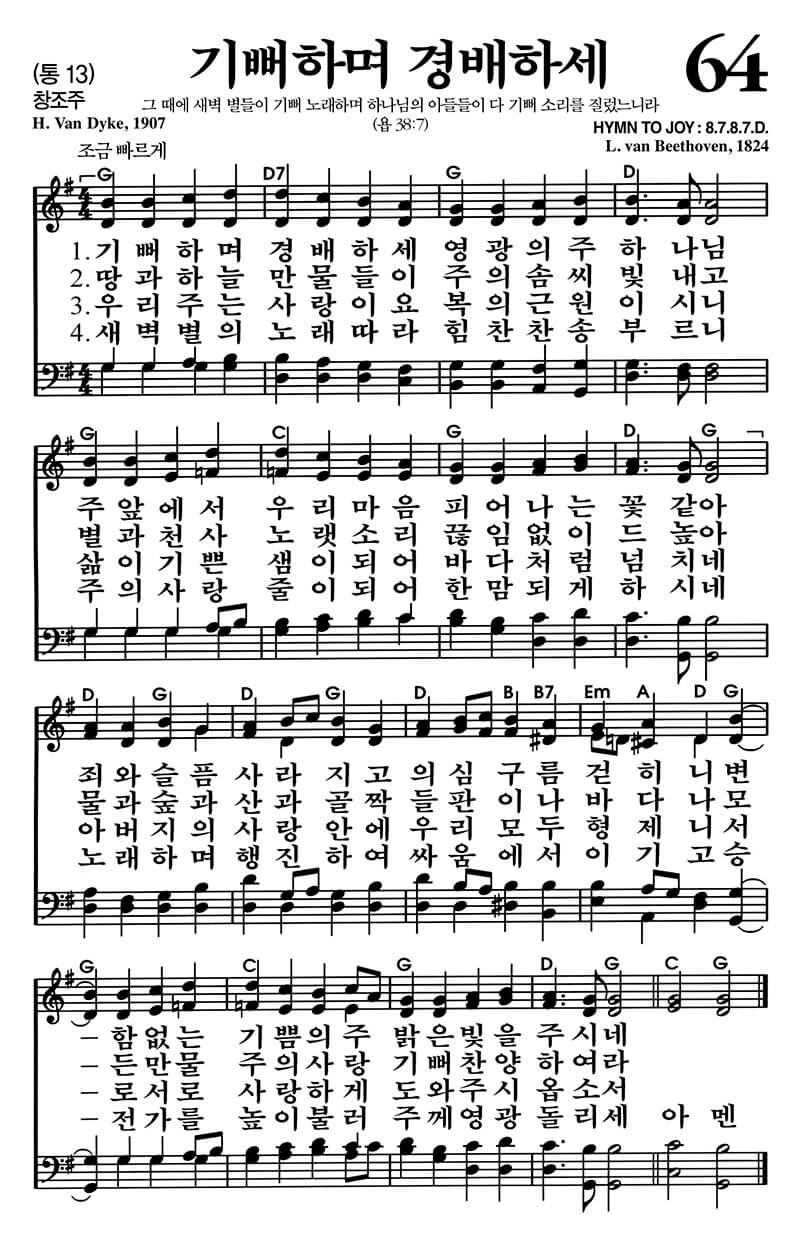 기뻐하며 경배하세
64
(통 13)
창조주
그 때에 새벽 별들이 기뻐 노래하며 하나님의 아들들이 다 기뻐 소리를 질렀느니라
(욥 38:7)
H. Van Dyke, 1907
HYMN TO JOY : 8.7.8.7.D.
L. van Beethoven, 1824
조금 빠르게
G D7 G D
4 4
1. 기 뻐 하 며 경 배 하 세 영 광 의 주 하 나 님
2. 땅 과 하 늘 만 물 들 이 주 의 솜 씨 빛 내 고
3. 우 리 주 는 사 랑 이 요 복 의 근 원 이 시 니
4. 새 벽 별 의 노 래 따 라 힘 찬 찬 송 부 르 니
4 4
G C G D G
주 앞 에 서 우 리 마 음 피 어 나 는 꽃 같 아
별 과 천 사 노 랫 소 리 끊 임 없 이 드 높 아
삶 이 기 쁜 샘 이 되 어 바 다 처 럼 넘 치 네
주 의 사 랑 줄 이 되 어 한 맘 되 게 하 시 네
D G D G D B B7 Em A D G
죄 와 슬 픔 사 라 지 고 의 심 구 름 걷 히 니 변
물 과 숲 과 산 과 골 짝 들 판 이 나 바 다 나 모
아 버 지 의 사 랑 안 에 우 리 모 두 형 제 니 서
노 래 하 며 행 진 하 여 싸 움 에 서 이 기 고 승
G C G D G C G
– 함 없 는 기 쁨 의 주 밝 은 빛 을 주 시 네
– 든 만 물 주 의 사 랑 기 뻐 찬 양 하 여 라
– 로 서 로 사 랑 하 게 도 와 주 시 옵 소 서
– 전 가 를 높 이 불 러 주 께 영 광 돌 리 세 아 멘